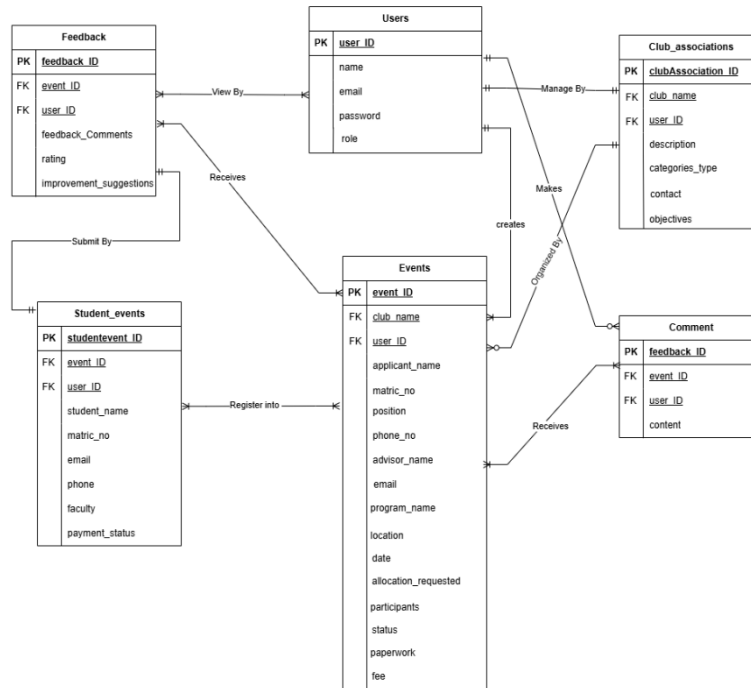 Feedback
PK feedback_ID
FK event_ID
FK user_ID
feedback_Comments
rating
improvement_suggestions
Users
PK user_ID
name
email
password
role
Club_associations
PK clubAssociation_ID
FK club_name
FK user_ID
description
categories_type
contact
objectives
View By
Manage By
Receives
Makes
creates
Organized By
Submit By
Student_events
PK studentevent_ID
FK event_ID
FK user_ID
student_name
matric_no
email
phone
faculty
payment_status
Register into
Events
PK event_ID
FK club_name
FK user_ID
applicant_name
matric_no
position
phone_no
advisor_name
email
program_name
location
date
allocation_requested
participants
status
paperwork
fee
Receives
Comment
PK feedback_ID
FK event_ID
FK user_ID
content